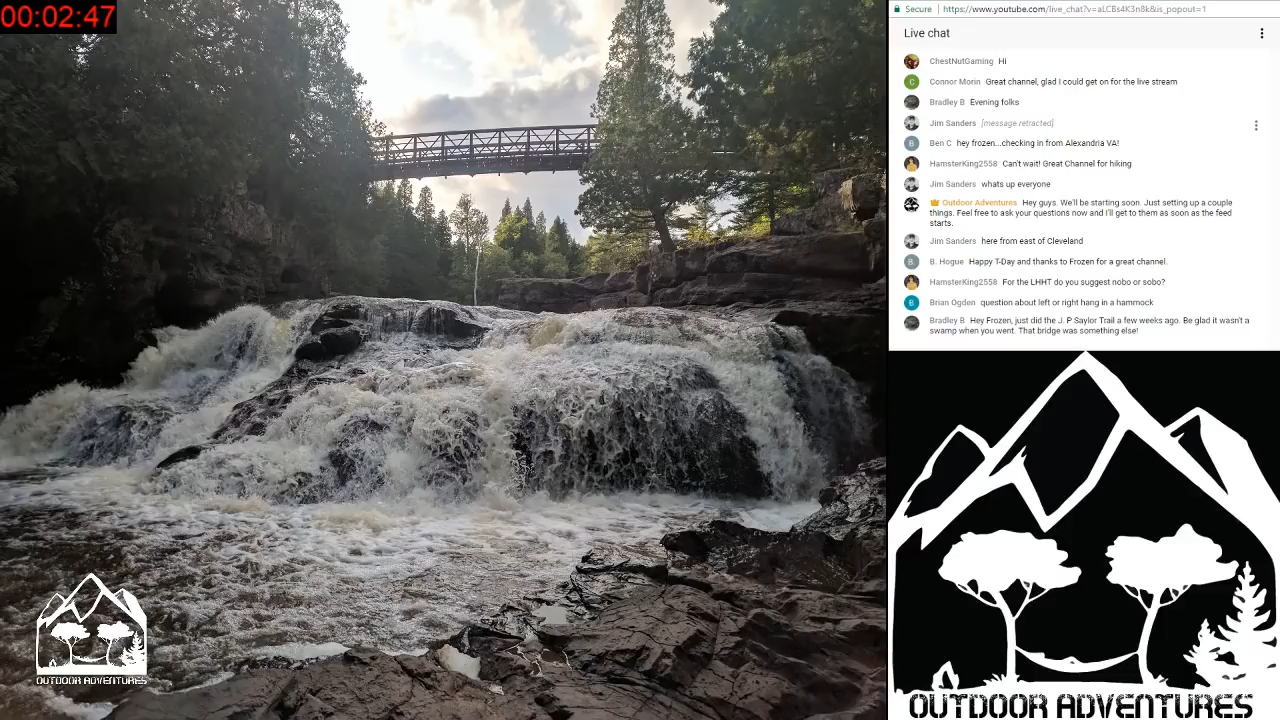 00:02:47
Secure https://www.youtube.com/live_chat?v=aLCBs4K3n8k&is_popout=1
Live chat
ChestNutGaming Hi
C Connor Morin Great channel, glad I could get on for the live stream
Bradley B Evening folks
Jim Sanders [message retracted]
B Ben C hey frozen...checking in from Alexandria VA!
HamsterKing2558 Can't wait! Great Channel for hiking
Jim Sanders whats up everyone
Outdoor Adventures Hey guys. We'll be starting soon. Just setting up a couple
things. Feel free to ask your questions now and I'll get to them as soon as the feed
starts.
Jim Sanders here from east of Cleveland
B. B. Hogue Happy T-Day and thanks to Frozen for a great channel.
HamsterKing2558 For the LHHT do you suggest nobo or sobo?
B. Brian Ogden question about left or right hang in a hammock
Bradley B Hey Frozen, just did the J. P Saylor Trail a few weeks ago. Be glad it wasn't a
swamp when you went. That bridge was something else!
OUTDOOR ADVENTURES
OUTDOOR ADVENTURES